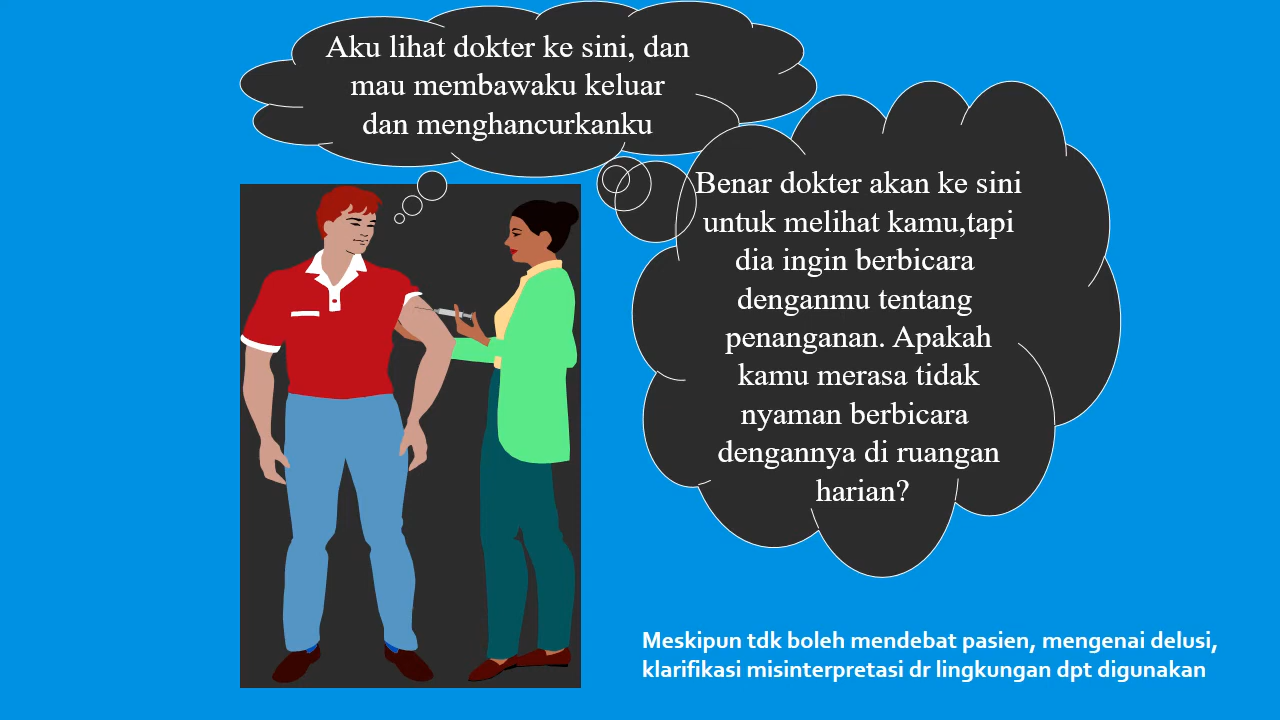 Aku lihat dokter ke sini, dan
mau membawaku keluar
dan menghancurkanku
Benar dokter akan ke sini
untuk melihat kamu,tapi
dia ingin berbicara
denganmu tentang
penanganan. Apakah
kamu merasa tidak
nyaman berbicara
dengannya di ruangan
harian?
Meskipun tdk boleh mendebat pasien, mengenai delusi,
klarifikasi misinterpretasi dr lingkungan dpt digunakan